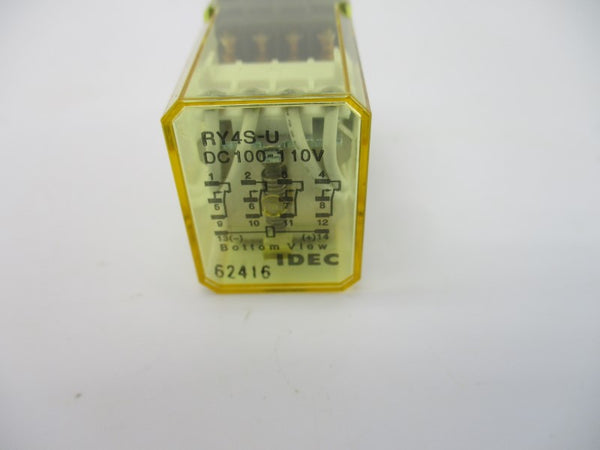 RY4S-U
DC100-110V
1 2 3 4
5 6 7 8
9 10 11 12
13(-) (+)14
Bottom View
IDEC
62416